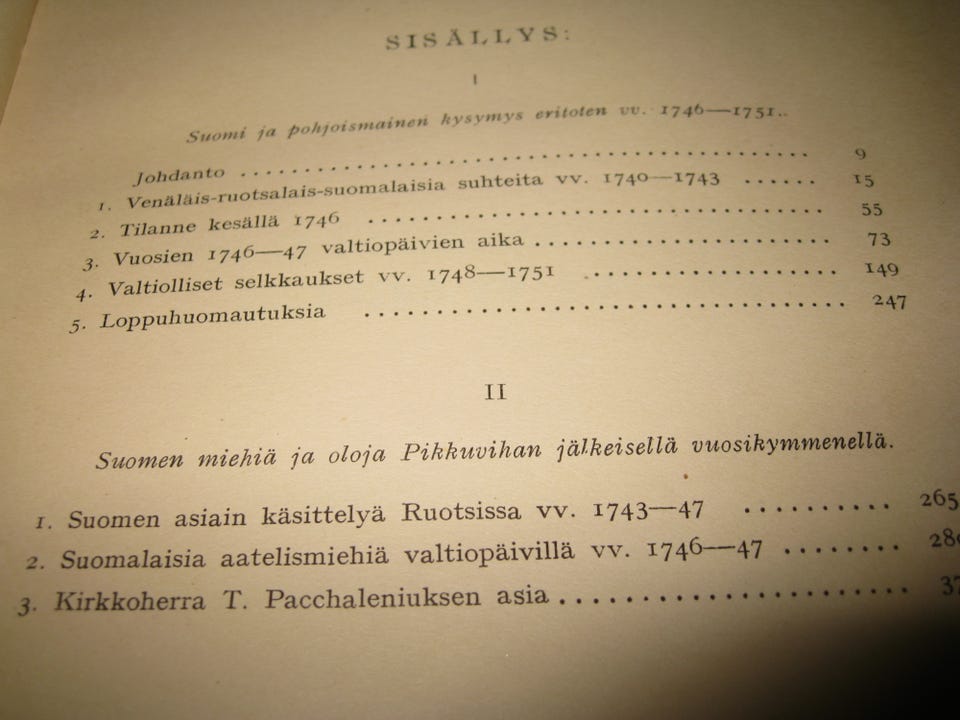 SISÄLLYS:
I
Suomi ja pohjoismainen kysymys eritoten vv. 1746—1751.
Johdanto . . . . . . . . . . . . . . . . . . . . . . . . . . . . . . . . . . . . . . . . 9
1. Venäläis-ruotsalais-suomalaisia suhteita vv. 1740—1743 . . . . . . 15
2. Tilanne kesällä 1746 . . . . . . . . . . . . . . . . . . . . . . . . . . . . . . . . . 55
3. Vuosien 1746—47 valtiopäivien aika . . . . . . . . . . . . . . . . . . . . . 73
4. Valtiolliset selkkaukset vv. 1748—1751 . . . . . . . . . . . . . . . . . . 149
5. Loppuhuomautuksia . . . . . . . . . . . . . . . . . . . . . . . . . . . . . . . . . 247
II
Suomen miehiä ja oloja Pikkuvihan jälkeisellä vuosikymmenellä.
1. Suomen asiain käsittelyä Ruotsissa vv. 1743—47 . . . . . . . . . . 265
2. Suomalaisia aatelismiehiä valtiopäivillä vv. 1746—47 . . . . . . . .
3. Kirkkoherra T. Pacchaleniuksen asia . . . . . . . . . . . . . . . . . . . . .